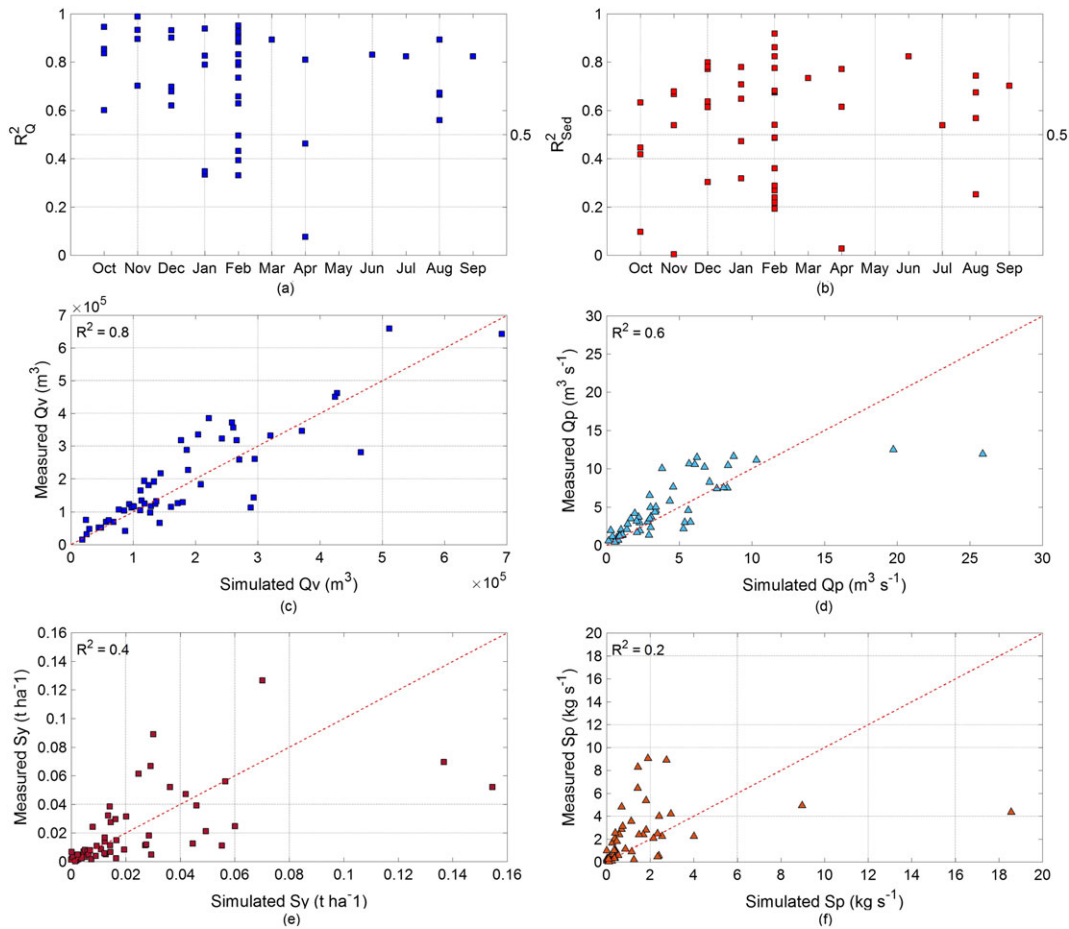 1
0.8
0.6
0.4
0.2
0
R²_Q
0.5
Oct Nov Dec Jan Feb Mar Apr May Jun Jul Aug Sep
(a)
1
0.8
0.6
0.4
0.2
0
R²_Sed
0.5
Oct Nov Dec Jan Feb Mar Apr May Jun Jul Aug Sep
(b)
× 10⁵
7
6
5
4
3
2
1
0
Measured Qv (m³)
R² = 0.8
0 1 2 3 4 5 6 7
Simulated Qv (m³)
× 10⁵
(c)
30
25
20
15
10
5
0
Measured Qp (m³ s⁻¹)
R² = 0.6
0 5 10 15 20 25 30
Simulated Qp (m³ s⁻¹)
(d)
0.16
0.14
0.12
0.1
0.08
0.06
0.04
0.02
0
Measured Sy (t ha⁻1)
R² = 0.4
0 0.02 0.04 0.06 0.08 0.1 0.12 0.14 0.16
Simulated Sy (t ha⁻1)
(e)
20
18
16
14
12
10
8
6
4
2
0
Measured Sp (kg s⁻¹)
R² = 0.2
0 2 4 6 8 10 12 14 16 18 20
Simulated Sp (kg s⁻¹)
(f)